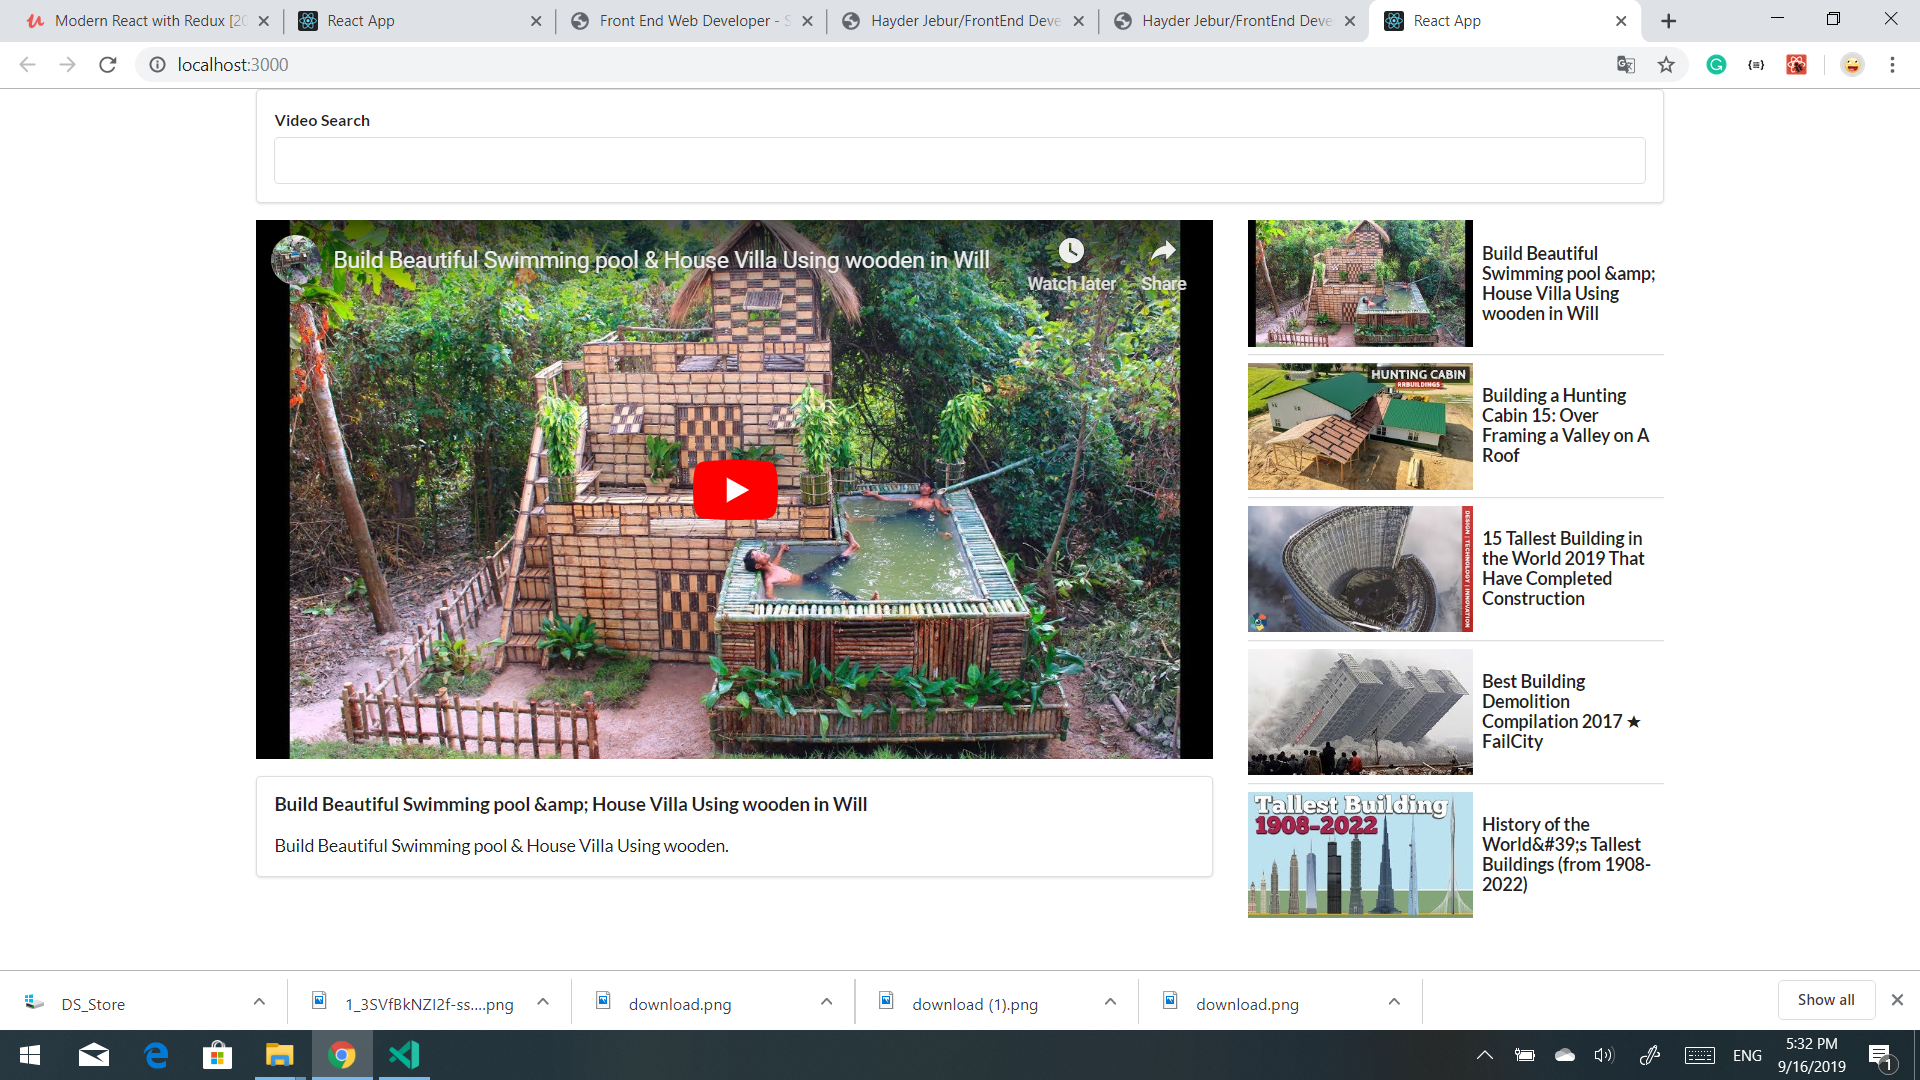 Modern React with Redux [20
React App
Front End Web Developer - S
Hayder Jebur/FrontEnd Deve
Hayder Jebur/FrontEnd Deve
React App
localhost:3000
Video Search
Build Beautiful Swimming pool & House Villa Using wooden in Will
Watch later
Share
Build Beautiful
Swimming pool &amp;
House Villa Using
wooden in Will
HUNTING CABIN
RRBUILDINGS
Building a Hunting
Cabin 15: Over
Framing a Valley on A
Roof
DESIGN | TECHNOLOGY | INNOVATION
15 Tallest Building in
the World 2019 That
Have Completed
Construction
Best Building
Demolition
Compilation 2017 ★
FailCity
Build Beautiful Swimming pool &amp; House Villa Using wooden in Will
Build Beautiful Swimming pool & House Villa Using wooden.
Tallest Building
1908-2022
History of the
World&#39;s Tallest
Buildings (from 1908-
2022)
DS_Store
1_3SVfBkNZI2f-ss....png
download.png
download (1).png
download.png
Show all
ENG
5:32 PM
9/16/2019
1